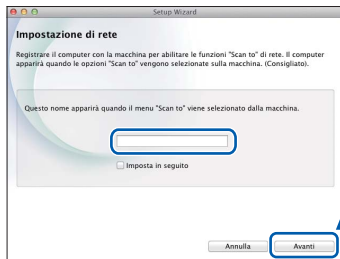 Setup Wizard
Impostazione di rete
Registrare il computer con la macchina per abilitare le funzioni "Scan to" di rete. Il computer
apparirà quando le opzioni "Scan to" vengono selezionate sulla macchina. (Consigliato).
Questo nome apparirà quando il menu "Scan to" viene selezionato dalla macchina.
Imposta in seguito
Annulla
Avanti